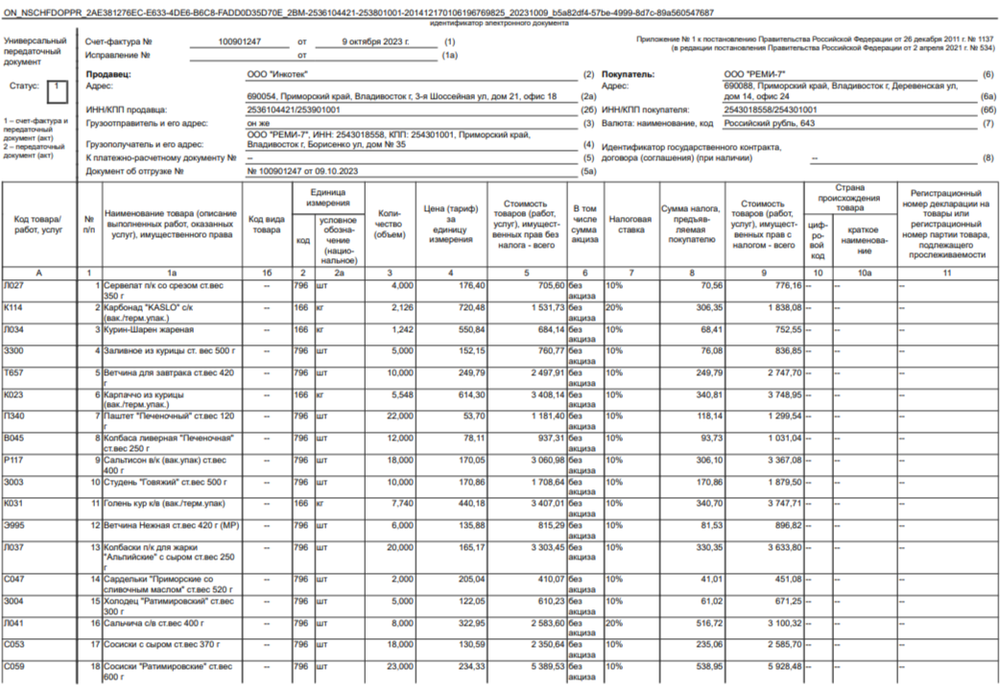 ON_NSCHFDOPPR_2AE381276EC-E633-4DE6-B6C8-FADD0D35D70E_2BM-2536104421-253801001-201412170106196769825_20231009_b5a82df4-57be-4999-8d7c-89a560547687
идентификатор электронного документа
Универсальный передаточный документ
Статус: 1
1 – счет-фактура и передаточный документ (акт)
2 – передаточный документ (акт)
Счет-фактура № 100901247 от 9 октября 2023 г. (1)
Исправление № от (1а)
Приложение № 1 к постановлению Правительства Российской Федерации от 26 декабря 2011 г. № 1137
(в редакции постановления Правительства Российской Федерации от 2 апреля 2021 г. № 534)
Продавец: ООО "Инкотек" (2)
Адрес: 690054, Приморский край, Владивосток г, 3-я Шоссейная ул, дом 21, офис 18 (2а)
ИНН/КПП продавца: 2536104421/253901001 (2б)
Грузоотправитель и его адрес: он же (3)
Грузополучатель и его адрес: ООО "РЕМИ-7", ИНН: 2543018558, КПП: 254301001, Приморский край, Владивосток г, Борисенко ул, дом № 35 (4)
К платежно-расчетному документу № -- (5)
Документ об отгрузке № № 100901247 от 09.10.2023 (5а)
Покупатель: ООО "РЕМИ-7" (6)
Адрес: 690088, Приморский край, Владивосток г, Деревенская ул, дом 14, офис 24 (6а)
ИНН/КПП покупателя: 2543018558/254301001 (6б)
Валюта: наименование, код Российский рубль, 643 (7)
Идентификатор государственного контракта, договора (соглашения) (при наличии) -- (8)
Код товара/ работ, услуг
№ п/п
Наименование товара (описание выполненных работ, оказанных услуг), имущественного права
Код вида товара
Единица измерения
код
условное обозна-чение (нацио-нальное)
Коли-чество (объем)
Цена (тариф) за единицу измерения
Стоимость товаров (работ, услуг), имущест-венных прав без налога - всего
В том числе сумма акциза
Налоговая ставка
Сумма налога, предъяв-ляемая покупателю
Стоимость товаров (работ, услуг), имущест-венных прав с налогом - всего
Страна происхождения товара
циф-ро-вой код
краткое наименова-ние
Регистрационный номер декларации на товары или регистрационный номер партии товара, подлежащего прослеживаемости
А 1 1а 1б 2 2а 3 4 5 6 7 8 9 10 10а 11
Л027 1 Сервелат п/к со срезом ст.вес 350 г -- 796 шт 4,000 176,40 705,60 без акциза 10% 70,56 776,16 -- -- --
К114 2 Карбонад "KASLO" с/к (вак./терм.упак.) -- 166 кг 2,126 720,48 1 531,73 без акциза 20% 306,35 1 838,08 -- -- --
Л034 3 Курин-Шарен жареная -- 166 кг 1,242 550,84 684,14 без акциза 10% 68,41 752,55 -- -- --
З300 4 Заливное из курицы ст. вес 500 г -- 796 шт 5,000 152,15 760,77 без акциза 10% 76,08 836,85 -- -- --
Т657 5 Ветчина для завтрака ст.вес 420 г -- 796 шт 10,000 249,79 2 497,91 без акциза 10% 249,79 2 747,70 -- -- --
К023 6 Карпаччо из курицы (вак./терм.упак.) -- 166 кг 5,548 614,30 3 408,14 без акциза 10% 340,81 3 748,95 -- -- --
П340 7 Паштет "Печеночный" ст.вес 120 г -- 796 шт 22,000 53,70 1 181,40 без акциза 10% 118,14 1 299,54 -- -- --
В045 8 Колбаса ливерная "Печеночная" ст.вес 250 г -- 796 шт 12,000 78,11 937,31 без акциза 10% 93,73 1 031,04 -- -- --
Р117 9 Сальтисон в/к (вак.упак) ст.вес 400 г -- 796 шт 18,000 170,05 3 060,98 без акциза 10% 306,10 3 367,08 -- -- --
З003 10 Студень "Говяжий" ст.вес 500 г -- 796 шт 10,000 170,86 1 708,64 без акциза 10% 170,86 1 879,50 -- -- --
К031 11 Голень кур к/в (вак./терм.упак) -- 166 кг 7,740 440,18 3 407,01 без акциза 10% 340,70 3 747,71 -- -- --
Э995 12 Ветчина Нежная ст.вес 420 г (МР) -- 796 шт 6,000 135,88 815,29 без акциза 10% 81,53 896,82 -- -- --
Л037 13 Колбаски п/к для жарки "Альпийские" с сыром ст.вес 250 г -- 796 шт 20,000 165,17 3 303,45 без акциза 10% 330,35 3 633,80 -- -- --
С047 14 Сардельки "Приморские со сливочным маслом" ст.вес 520 г -- 796 шт 2,000 205,04 410,07 без акциза 10% 41,01 451,08 -- -- --
З004 15 Холодец "Ратимировский" ст.вес 300 г -- 796 шт 5,000 122,05 610,23 без акциза 10% 61,02 671,25 -- -- --
Л041 16 Сальчича с/в ст.вес 400 г -- 796 шт 8,000 322,95 2 583,60 без акциза 20% 516,72 3 100,32 -- -- --
С053 17 Сосиски с сыром ст.вес 370 г -- 796 шт 18,000 130,59 2 350,64 без акциза 10% 235,06 2 585,70 -- -- --
С059 18 Сосиски "Ратимировские" ст.вес 600 г -- 796 шт 23,000 234,33 5 389,53 без акциза 10% 538,95 5 928,48 -- -- --